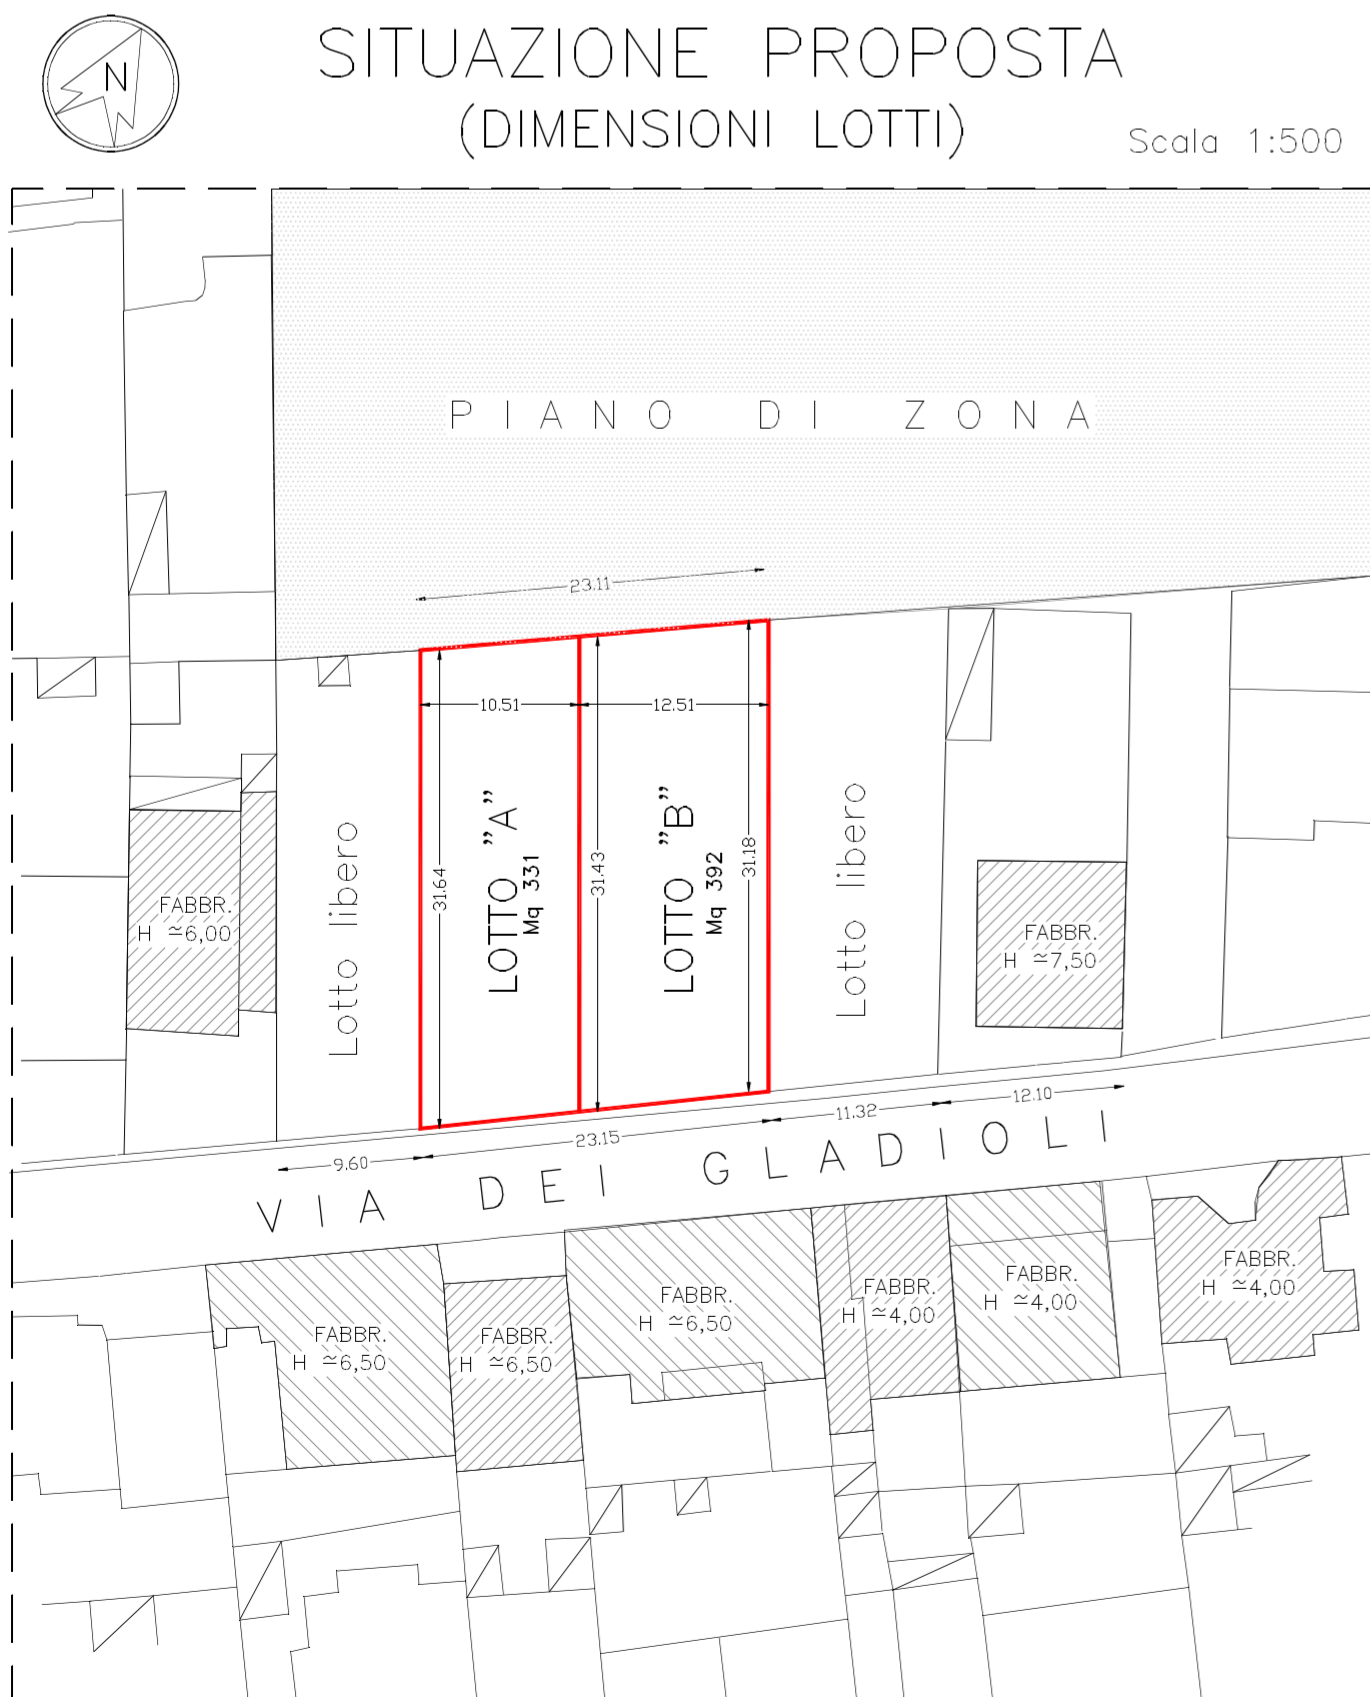 N
SITUAZIONE PROPOSTA
(DIMENSIONI LOTTI)
Scala 1:500
PIANO DI ZONA
23.11
10.51
12.51
LOTTO "A"
Mq 331
LOTTO "B"
Mq 392
31.64
31.43
31.18
Lotto libero
Lotto libero
FABBR.
H ≃6,00
FABBR.
H ≃7,50
9.60
23.15
11.32
12.10
VIA DEI GLADIOLI
FABBR.
H ≃6,50
FABBR.
H ≃6,50
FABBR.
H ≃6,50
FABBR.
H ≃4,00
FABBR.
H ≃4,00
FABBR.
H ≃4,00